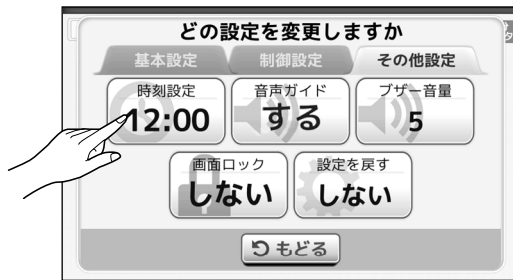 どの設定を変更しますか
基本設定 制御設定 その他設定
時刻設定 音声ガイド ブザー音量
12:00 する 5
画面ロック 設定を戻す
しない しない
もどる